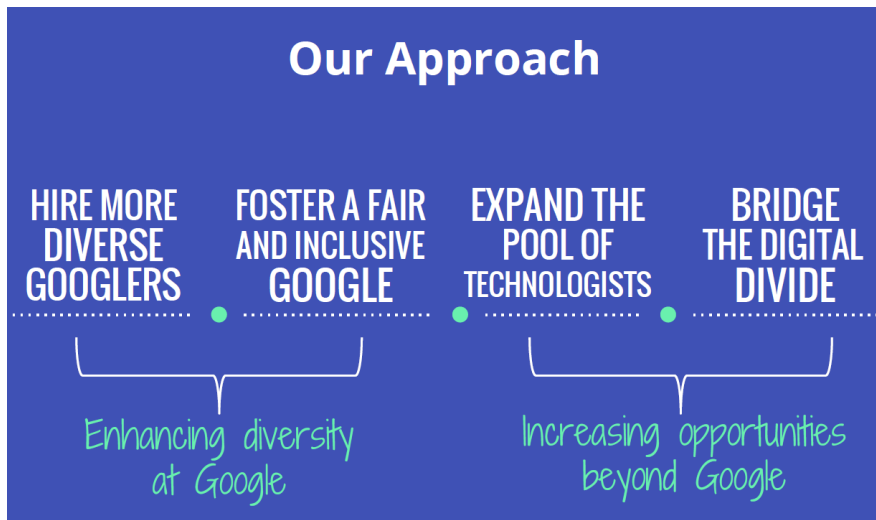 Our Approach
HIRE MORE
DIVERSE
GOOGLERS
FOSTER A FAIR
AND INCLUSIVE
GOOGLE
EXPAND THE
POOL OF
TECHNOLOGISTS
BRIDGE
THE DIGITAL
DIVIDE
Enhancing diversity
at Google
Increasing opportunities
beyond Google